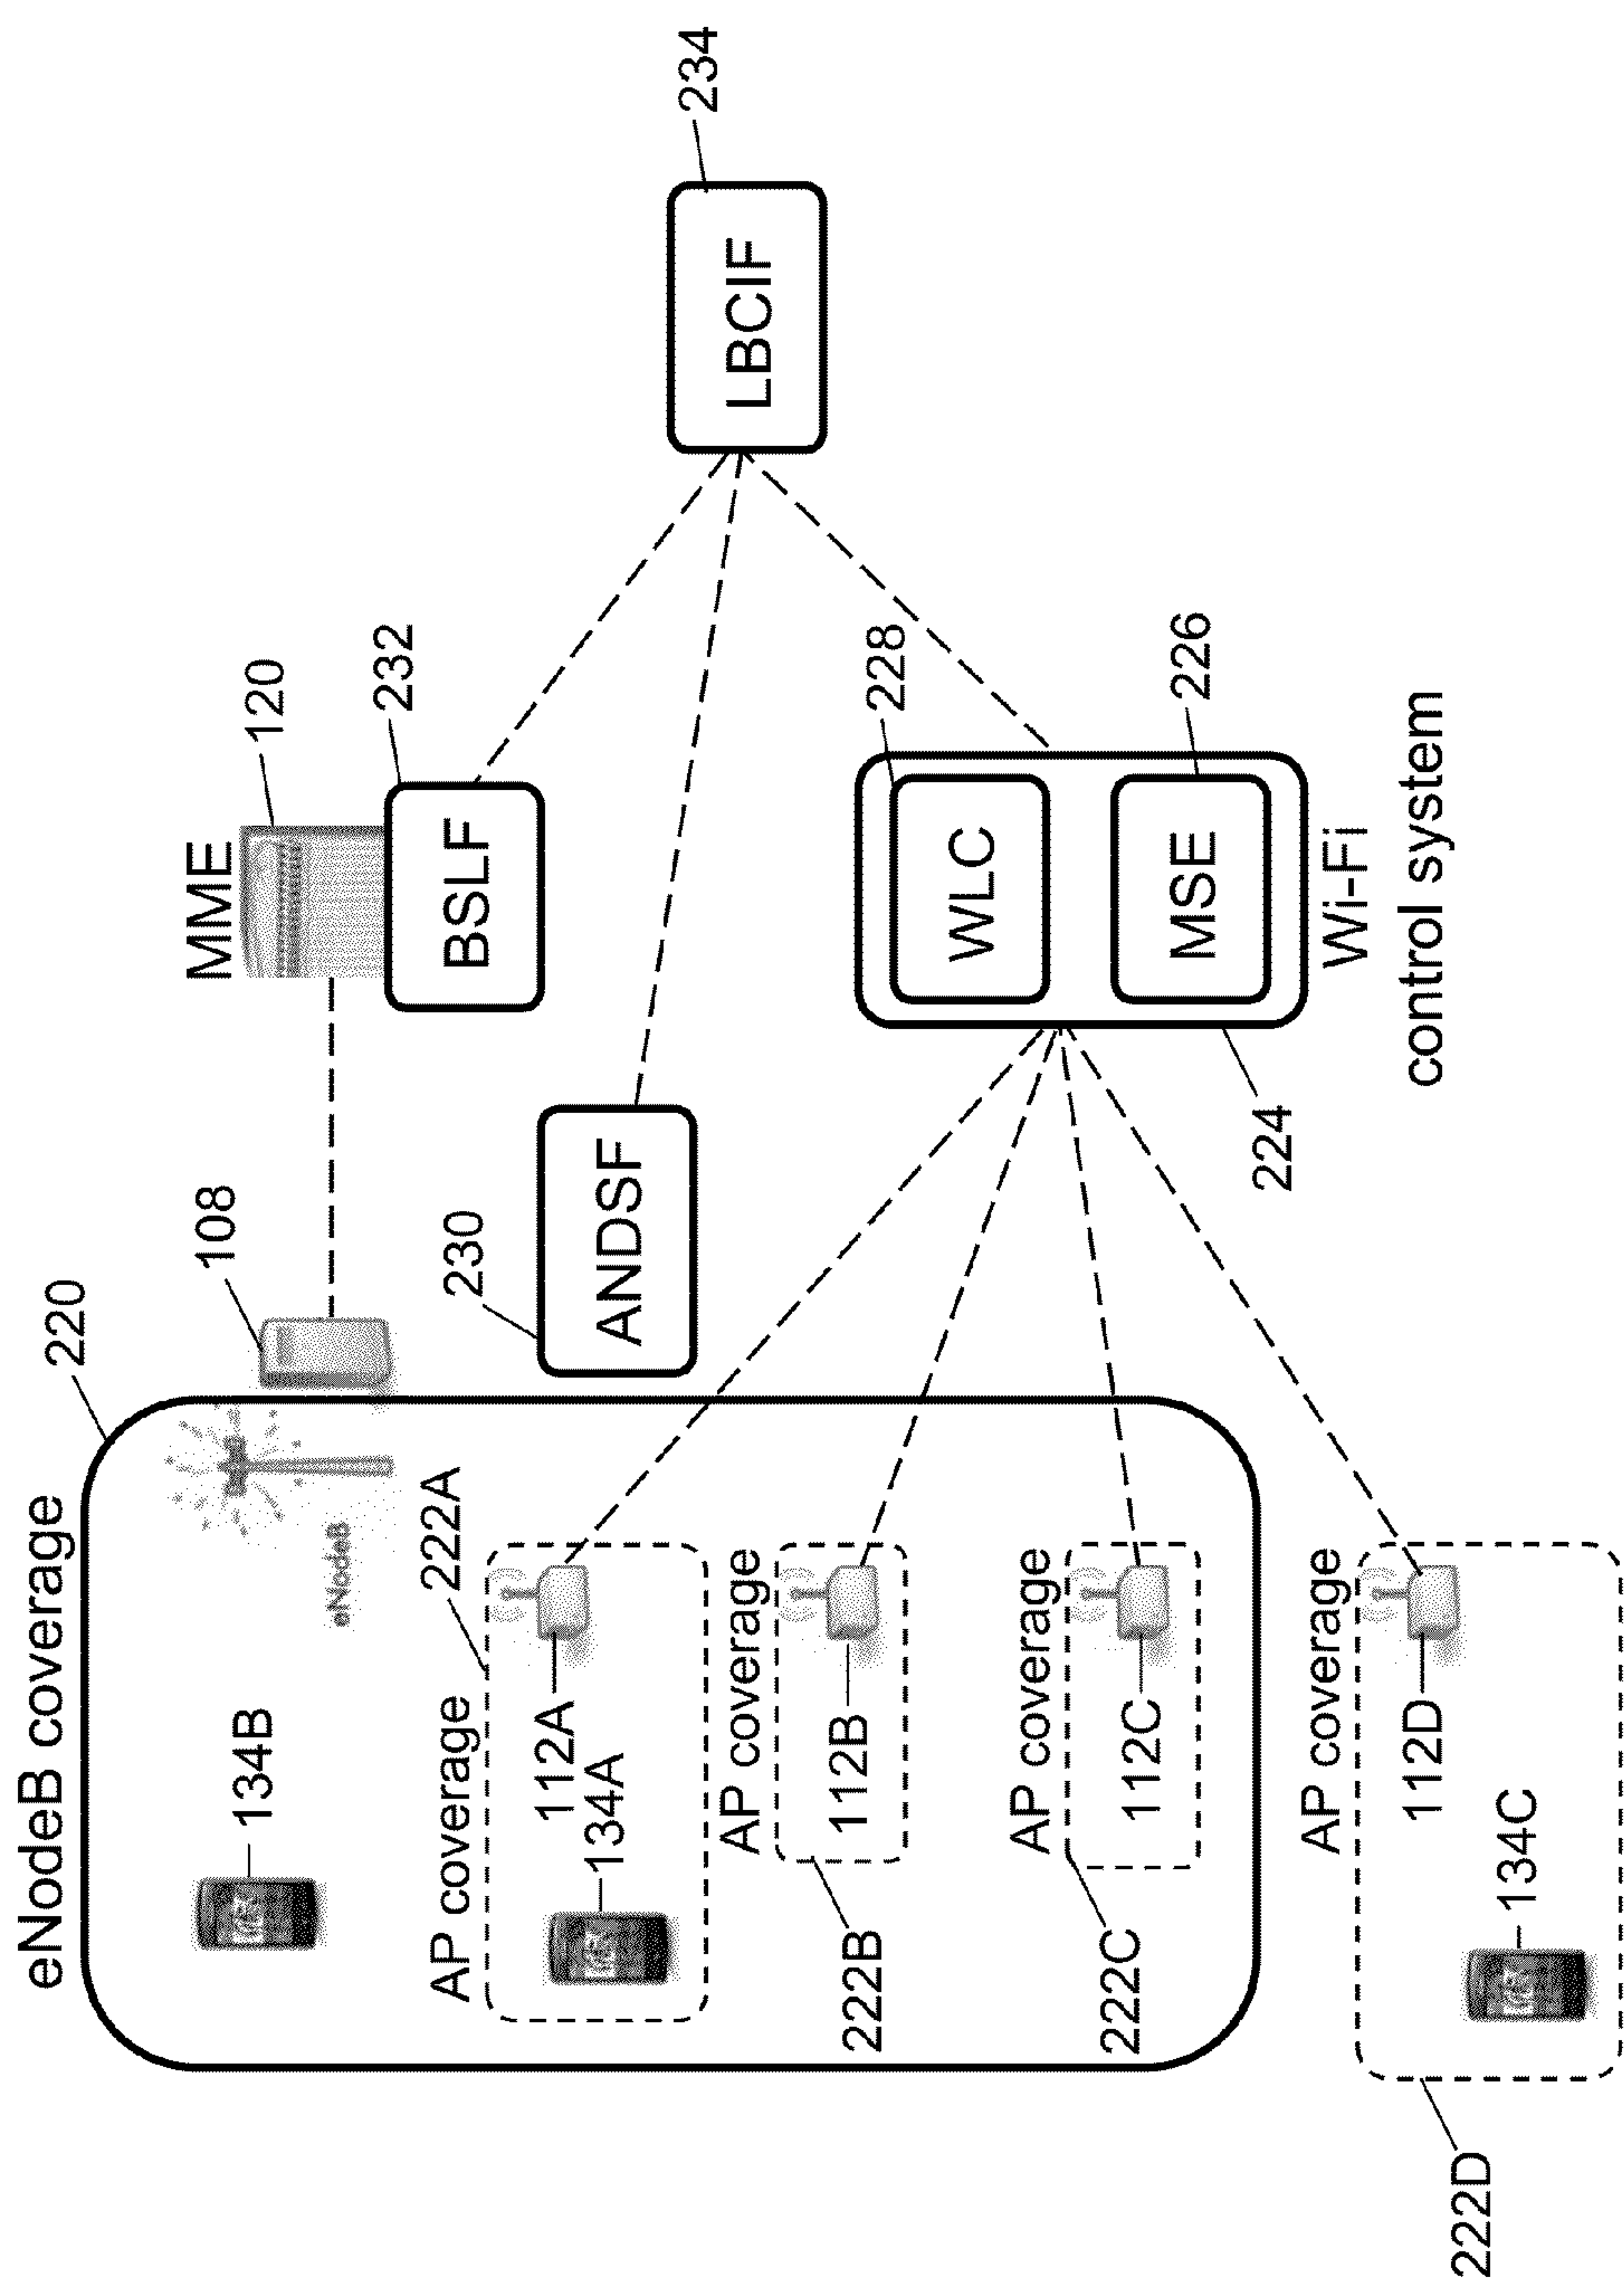 eNodeB coverage
220
134B
eNodeB
108
MME
120
BSLF
232
222A
AP coverage
112A
134A
230
ANDSF
LBCIF
234
AP coverage
112B
222B
AP coverage
112C
222C
WLC
228
MSE
226
Wi-Fi
control system
224
AP coverage
112D
134C
222D